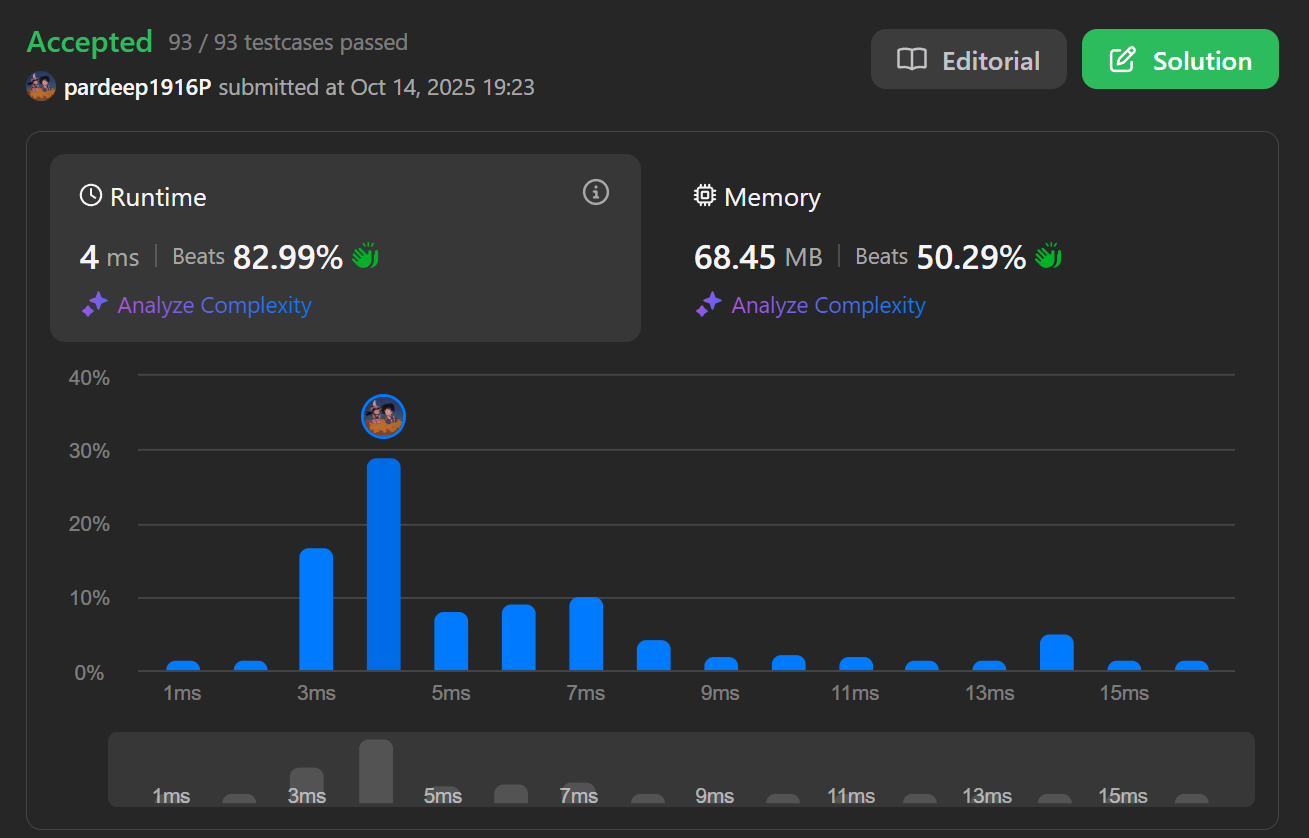 Accepted 93 / 93 testcases passed
Editorial
Solution
pardeep1916P submitted at Oct 14, 2025 19:23
Runtime
4 ms | Beats 82.99%
Analyze Complexity
Memory
68.45 MB | Beats 50.29%
Analyze Complexity
40%
30%
20%
10%
0%
1ms 3ms 5ms 7ms 9ms 11ms 13ms 15ms
1ms 3ms 5ms 7ms 9ms 11ms 13ms 15ms